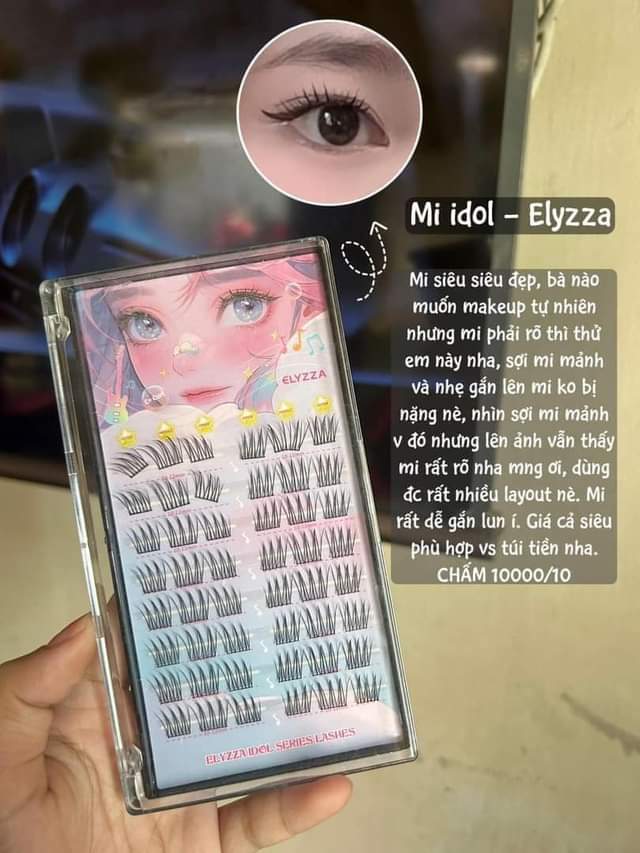 Mi idol - Elyzza
Mi siêu siêu đẹp, bà nào
muốn makeup tự nhiên
nhưng mi phải rõ thì thử
em này nha, sợi mi mảnh
và nhẹ gắn lên mi ko bị
nặng nè, nhìn sợi mi mảnh
v đó nhưng lên ảnh vẫn thấy
mi rất rõ nha mng ơi, dùng
đc rất nhiều layout nè. Mi
rất dễ gắn lun í. Giá cả siêu
phù hợp vs túi tiền nha.
CHẤM 10000/10
ELYZZA
ELYZZA IDOL SERIES LASHES